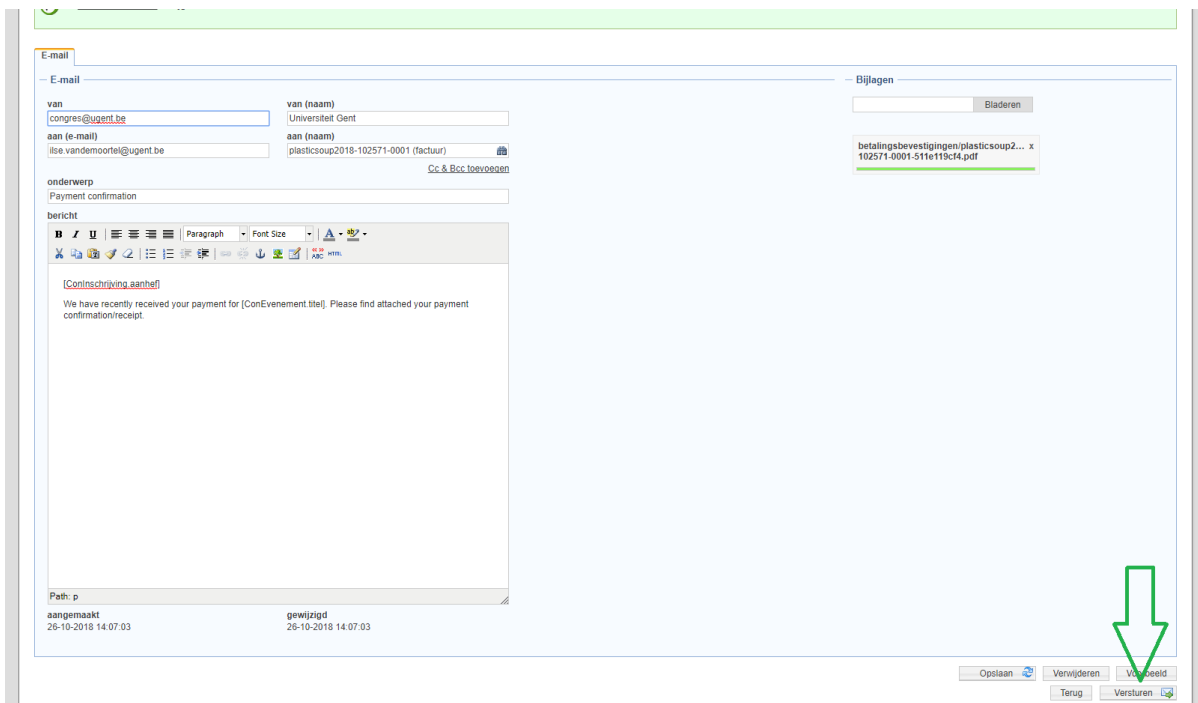 E-mail
E-mail
Bijlagen
van
van (naam)
congres@ugent.be
Universiteit Gent
Bladeren
aan (e-mail)
aan (naam)
ilse.vandemoortel@ugent.be
plasticsoup2018-102571-0001 (factuur)
betalingsbevestigingen/plasticsoup2... x
102571-0001-511e119cf4.pdf
Cc & Bcc toevoegen
onderwerp
Payment confirmation
bericht
B I U Paragraph Font Size A ab
ABC HTML
[ConInschrijving.aanhef]
We have recently received your payment for [ConEvenement.titel]. Please find attached your payment
confirmation/receipt.
Path: p
aangemaakt
gewijzigd
26-10-2018 14:07:03
26-10-2018 14:07:03
Opslaan Verwijderen Voorbeeld
Terug Versturen